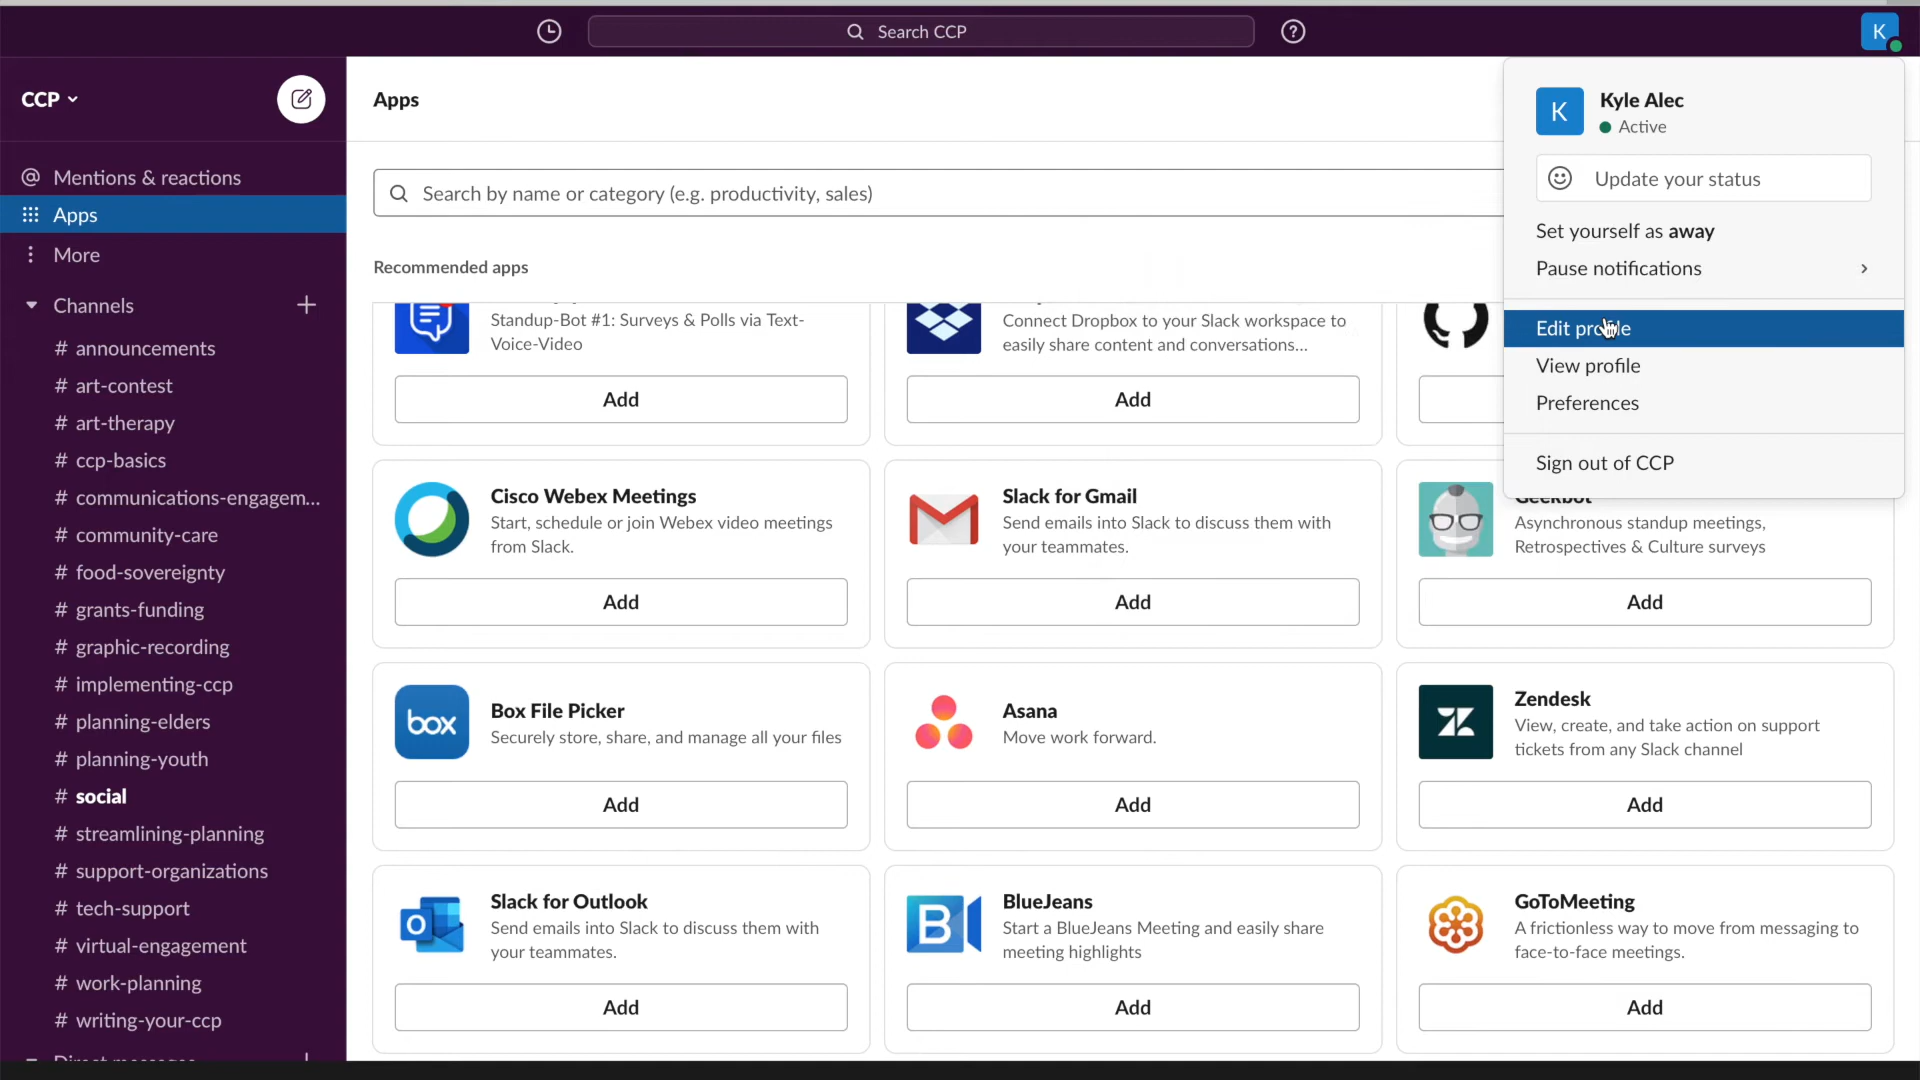 Search CCP
K
CCP
Apps
Kyle Alec
K
Active
Mentions & reactions
Update your status
Search by name or category (e.g. productivity, sales)
Apps
Set yourself as away
More
Recommended apps
Pause notifications
Channels
Standup-Bot #1: Surveys & Polls via Text-
Voice-Video
Connect Dropbox to your Slack workspace to
easily share content and conversations...
Edit profile
# announcements
View profile
# art-contest
Add
Add
Preferences
# art-therapy
# ccp-basics
Sign out of CCP
# communications-engagem...
Cisco Webex Meetings
Start, schedule or join Webex video meetings
from Slack.
Slack for Gmail
Send emails into Slack to discuss them with
your teammates.
Geekbot
Asynchronous standup meetings,
Retrospectives & Culture surveys
# community-care
# food-sovereignty
# grants-funding
Add
Add
Add
# graphic-recording
# implementing-ccp
box
Box File Picker
Securely store, share, and manage all your files
Asana
Move work forward.
Zendesk
View, create, and take action on support
tickets from any Slack channel
# planning-elders
# planning-youth
# social
Add
Add
Add
# streamlining-planning
# support-organizations
# tech-support
O
Slack for Outlook
Send emails into Slack to discuss them with
your teammates.
B
BlueJeans
Start a BlueJeans Meeting and easily share
meeting highlights
GoToMeeting
A frictionless way to move from messaging to
face-to-face meetings.
# virtual-engagement
# work-planning
Add
Add
Add
# writing-your-ccp
Direct messages